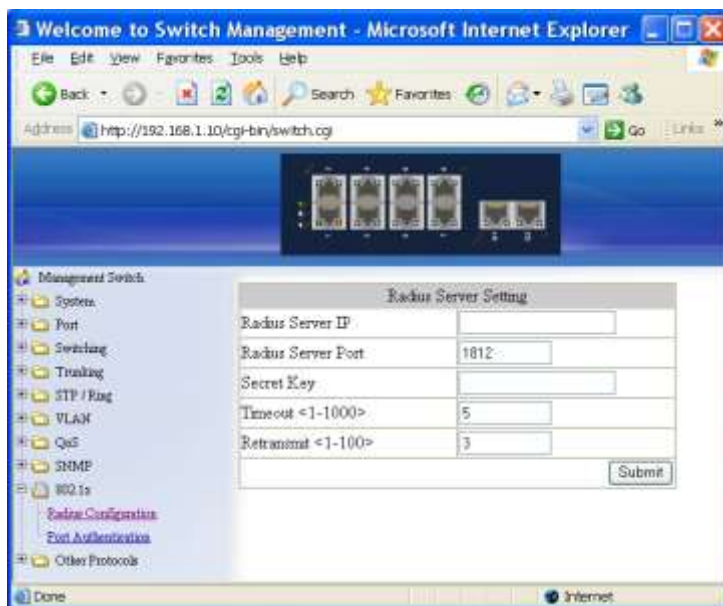 Welcome to Switch Management - Microsoft Internet Explorer
File Edit View Favorites Tools Help
Back Search Favorites
Address http://192.168.1.10/cgi-bin/switch.cgi Go Links »
Management Switch
System
Port
Switching
Trunking
STP / Ring
VLAN
QoS
SNMP
802.1x
Radius Configuration
Port Authentication
Other Protocols
Radius Server Setting
Radius Server IP
Radius Server Port 1812
Secret Key
Timeout <1-1000> 5
Retransmit <1-100> 3
Submit
Done Internet